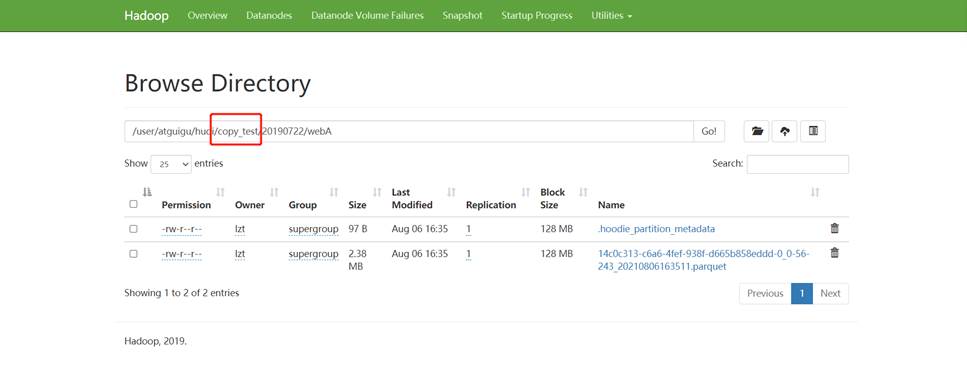 Hadoop Overview Datanodes Datanode Volume Failures Snapshot Startup Progress Utilities
Browse Directory
/user/atguigu/hudi/copy_test/20190722/webA Go!
Show 25 entries Search:
Permission Owner Group Size Last Modified Replication Block Size Name
-rw-r--r-- lzt supergroup 97 B Aug 06 16:35 1 128 MB .hoodie_partition_metadata
-rw-r--r-- lzt supergroup 2.38 MB Aug 06 16:35 1 128 MB 14c0c313-c6a6-4fef-938f-d665b858eddd-0_0-56-
243_20210806163511.parquet
Showing 1 to 2 of 2 entries Previous 1 Next
Hadoop, 2019.